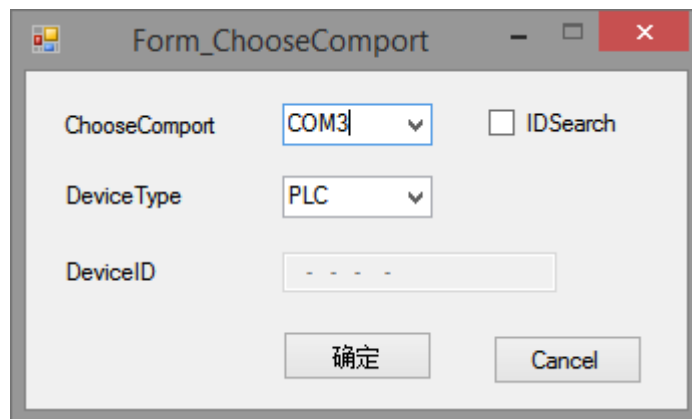 Form_ChooseComport
ChooseComport COM3 IDSearch
DeviceType PLC
DeviceID - - - -
确定 Cancel